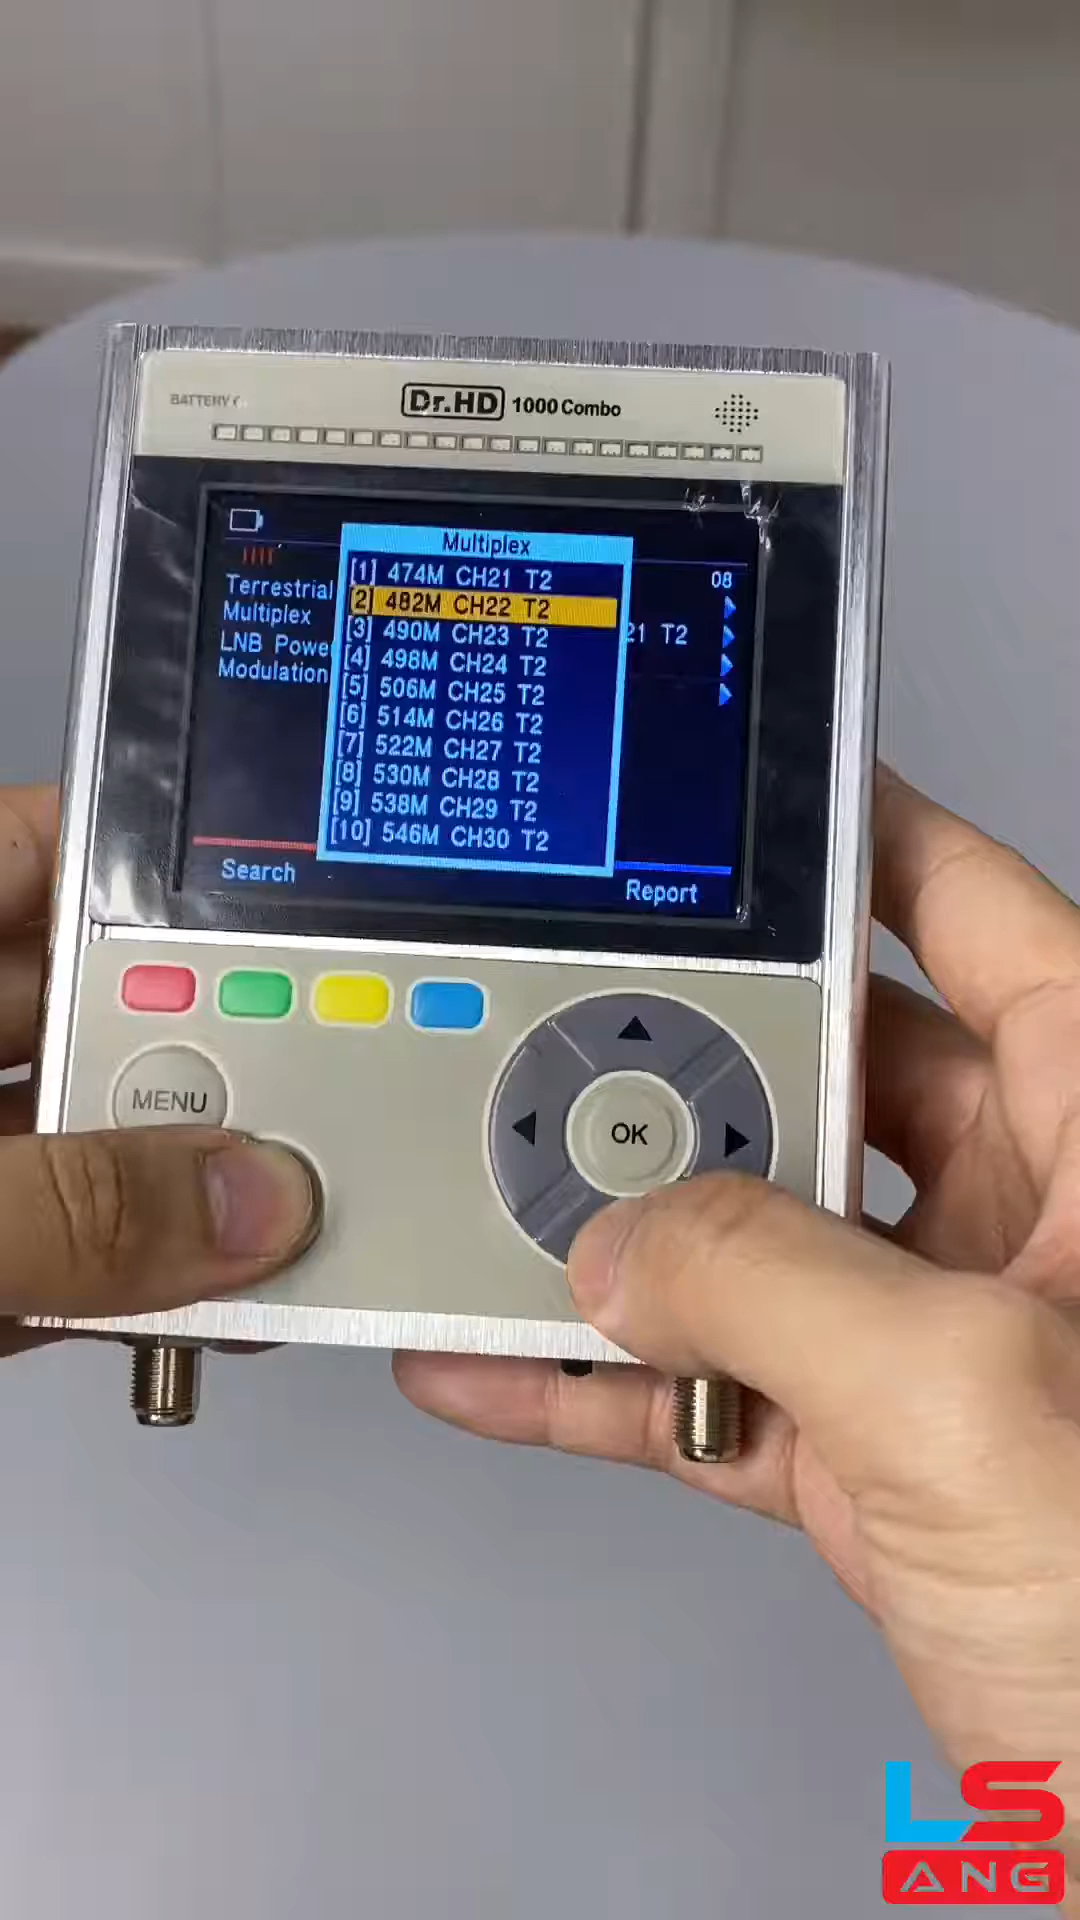 BATTERY
Dr.HD 1000 Combo
Multiplex
08
Terrestrial
Multiplex
21 T2
LNB Power
Modulation
[1] 474M CH21 T2
[2] 482M CH22 T2
[3] 490M CH23 T2
[4] 498M CH24 T2
[5] 506M CH25 T2
[6] 514M CH26 T2
[7] 522M CH27 T2
[8] 530M CH28 T2
[9] 538M CH29 T2
[10] 546M CH30 T2
Search
Report
MENU
OK
LS
ANG